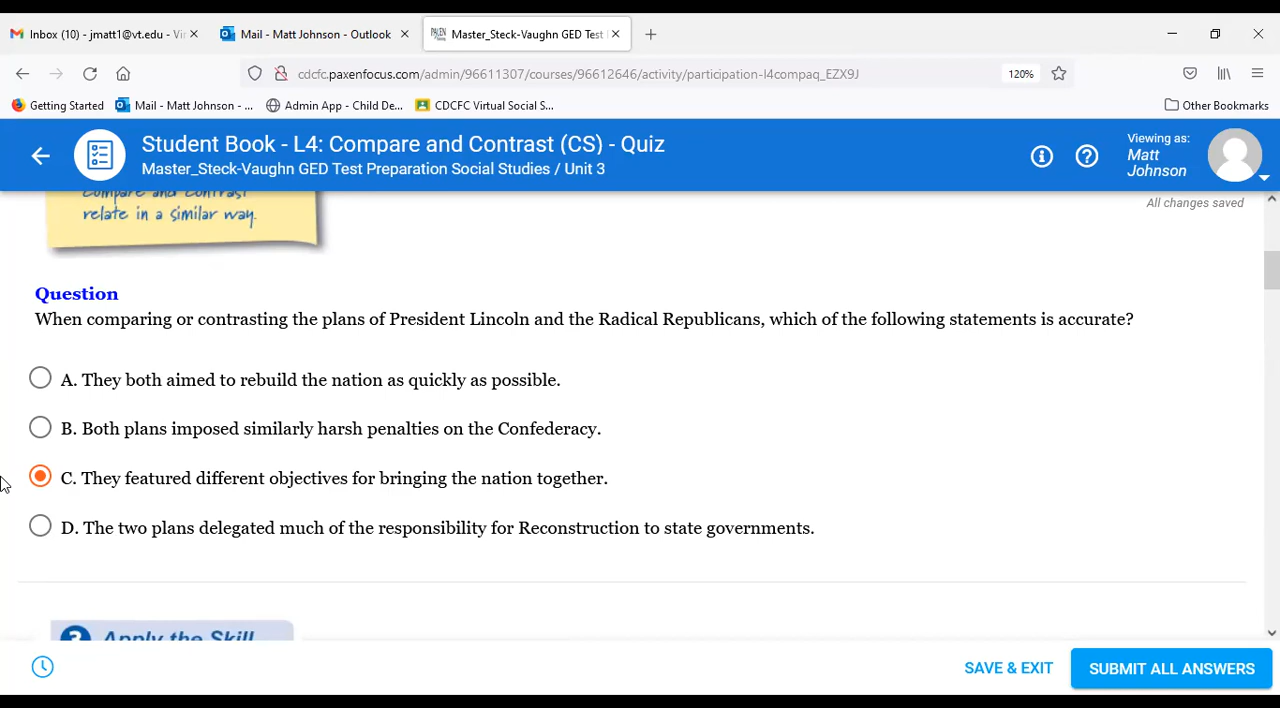 Inbox (10) - jmatt1@vt.edu - Vir
Mail - Matt Johnson - Outlook
PAXEN Master_Steck-Vaughn GED Test
cdcfc.paxenfocus.com/admin/96611307/courses/96612646/activity/participation-l4compaq_EZX9J
120%
Getting Started
Mail - Matt Johnson - ...
Admin App - Child De...
CDCFC Virtual Social S...
Other Bookmarks
Student Book - L4: Compare and Contrast (CS) - Quiz
Master_Steck-Vaughn GED Test Preparation Social Studies / Unit 3
Viewing as:
Matt
Johnson
compare and contrast
relate in a similar way.
All changes saved
Question
When comparing or contrasting the plans of President Lincoln and the Radical Republicans, which of the following statements is accurate?
A. They both aimed to rebuild the nation as quickly as possible.
B. Both plans imposed similarly harsh penalties on the Confederacy.
C. They featured different objectives for bringing the nation together.
D. The two plans delegated much of the responsibility for Reconstruction to state governments.
3 Apply the Skill
SAVE & EXIT
SUBMIT ALL ANSWERS